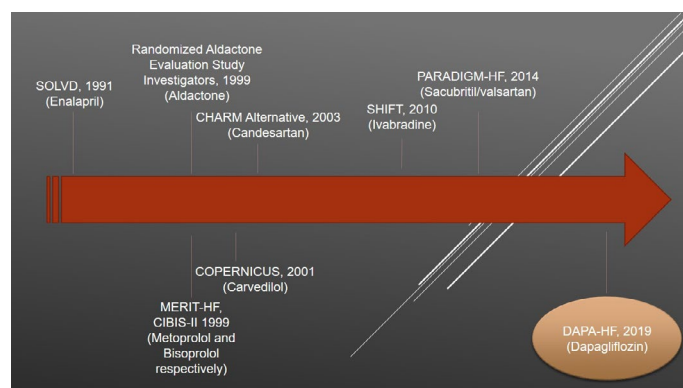 SOLVD, 1991
(Enalapril)
Randomized Aldactone
Evaluation Study
Investigators, 1999
(Aldactone)
CHARM Alternative, 2003
(Candesartan)
SHIFT, 2010
(Ivabradine)
PARADIGM-HF, 2014
(Sacubritil/valsartan)
MERIT-HF,
CIBIS-II 1999
(Metoprolol and
Bisoprolol
respectively)
COPERNICUS, 2001
(Carvedilol)
DAPA-HF, 2019
(Dapagliflozin)